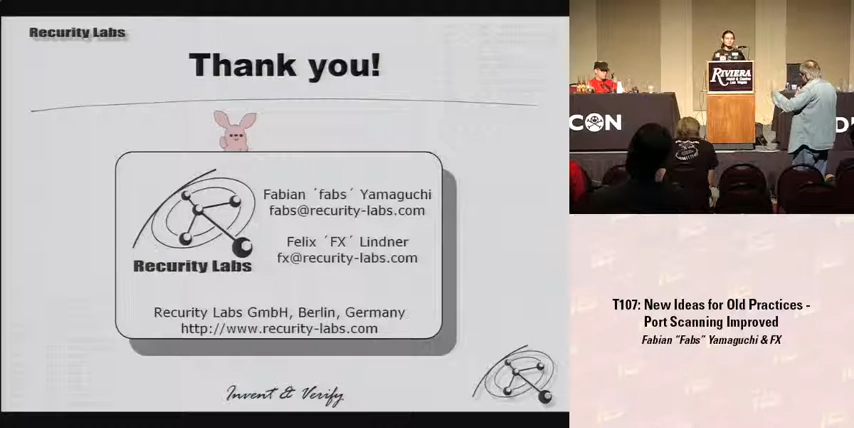 Recurity Labs
Thank you!
Fabian ´fabs´ Yamaguchi
fabs@recurity-labs.com
Felix ´FX´ Lindner
fx@recurity-labs.com
Recurity Labs
Recurity Labs GmbH, Berlin, Germany
http://www.recurity-labs.com
Invent & Verify
RIVIERA
CON
D
T107: New Ideas for Old Practices -
Port Scanning Improved
Fabian "Fabs" Yamaguchi & FX